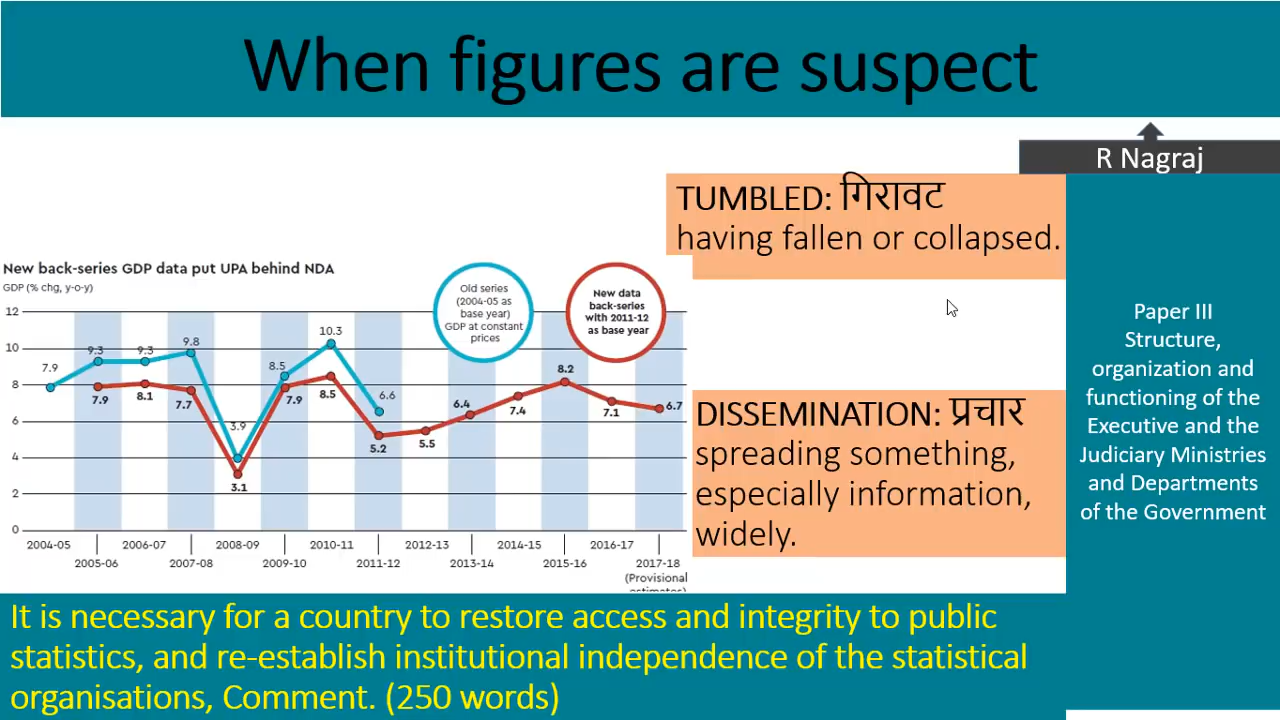 When figures are suspect
R Nagraj
TUMBLED: गिरावट
having fallen or collapsed.
New back-series GDP data put UPA behind NDA
GDP (% chg, y-o-y)
Old series
(2004-05 as
base year)
GDP at constant
prices
New data
back-series
with 2011-12
as base year
12
10
8
6
4
2
0
7.9
9.3
9.3
9.8
3.9
8.5
10.3
6.6
7.9
8.1
7.7
3.1
7.9
8.5
5.2
5.5
6.4
7.4
8.2
7.1
6.7
2004-05
2005-06
2006-07
2007-08
2008-09
2009-10
2010-11
2011-12
2012-13
2013-14
2014-15
2015-16
2016-17
2017-18
(Provisional
estimates)
DISSEMINATION: प्रचार
spreading something,
especially information,
widely.
Paper III
Structure,
organization and
functioning of the
Executive and the
Judiciary Ministries
and Departments
of the Government
It is necessary for a country to restore access and integrity to public
statistics, and re-establish institutional independence of the statistical
organisations, Comment. (250 words)